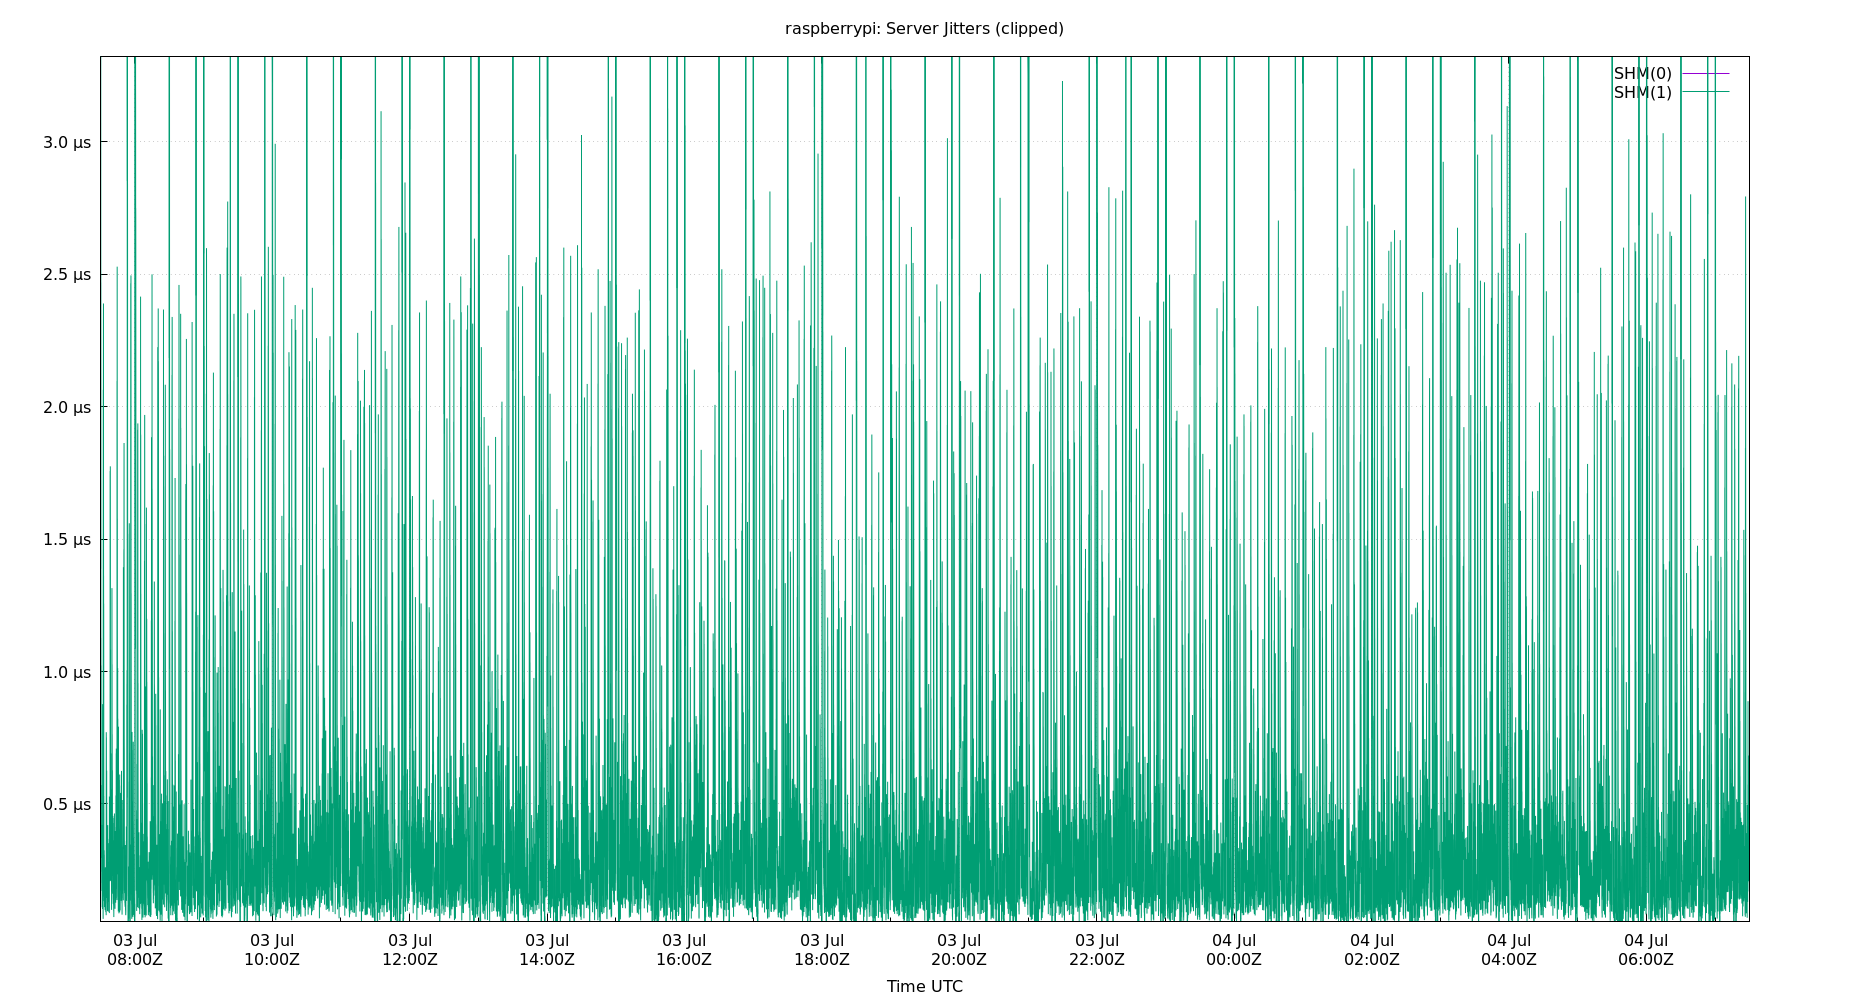 raspberrypi: Server Jitters (clipped)
SHM(0)
SHM(1)
3.0 µs
2.5 µs
2.0 µs
1.5 µs
1.0 µs
0.5 µs
03 Jul 03 Jul 03 Jul 03 Jul 03 Jul 03 Jul 03 Jul 03 Jul 04 Jul 04 Jul 04 Jul 04 Jul
08:00Z 10:00Z 12:00Z 14:00Z 16:00Z 18:00Z 20:00Z 22:00Z 00:00Z 02:00Z 04:00Z 06:00Z
Time UTC